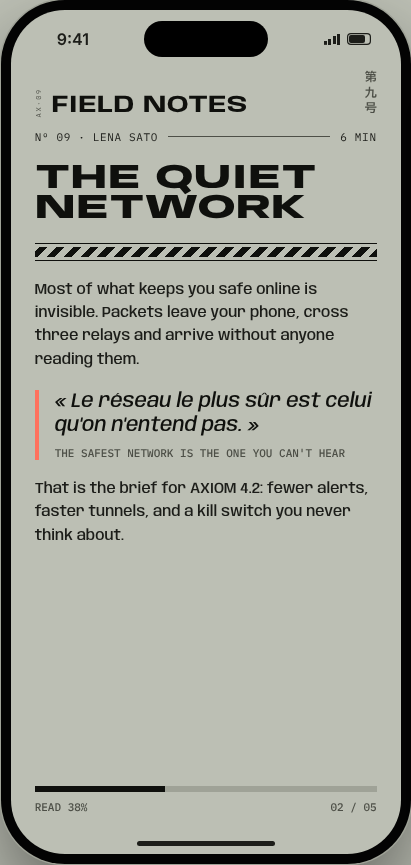 9:41
第九号
AX-09
FIELD NOTES
Nº 09 · LENA SATO
6 MIN
THE QUIET
NETWORK
Most of what keeps you safe online is
invisible. Packets leave your phone, cross
three relays and arrive without anyone
reading them.
« Le réseau le plus sûr est celui
qu'on n'entend pas. »
THE SAFEST NETWORK IS THE ONE YOU CAN'T HEAR
That is the brief for AXIOM 4.2: fewer alerts,
faster tunnels, and a kill switch you never
think about.
READ 38%
02 / 05